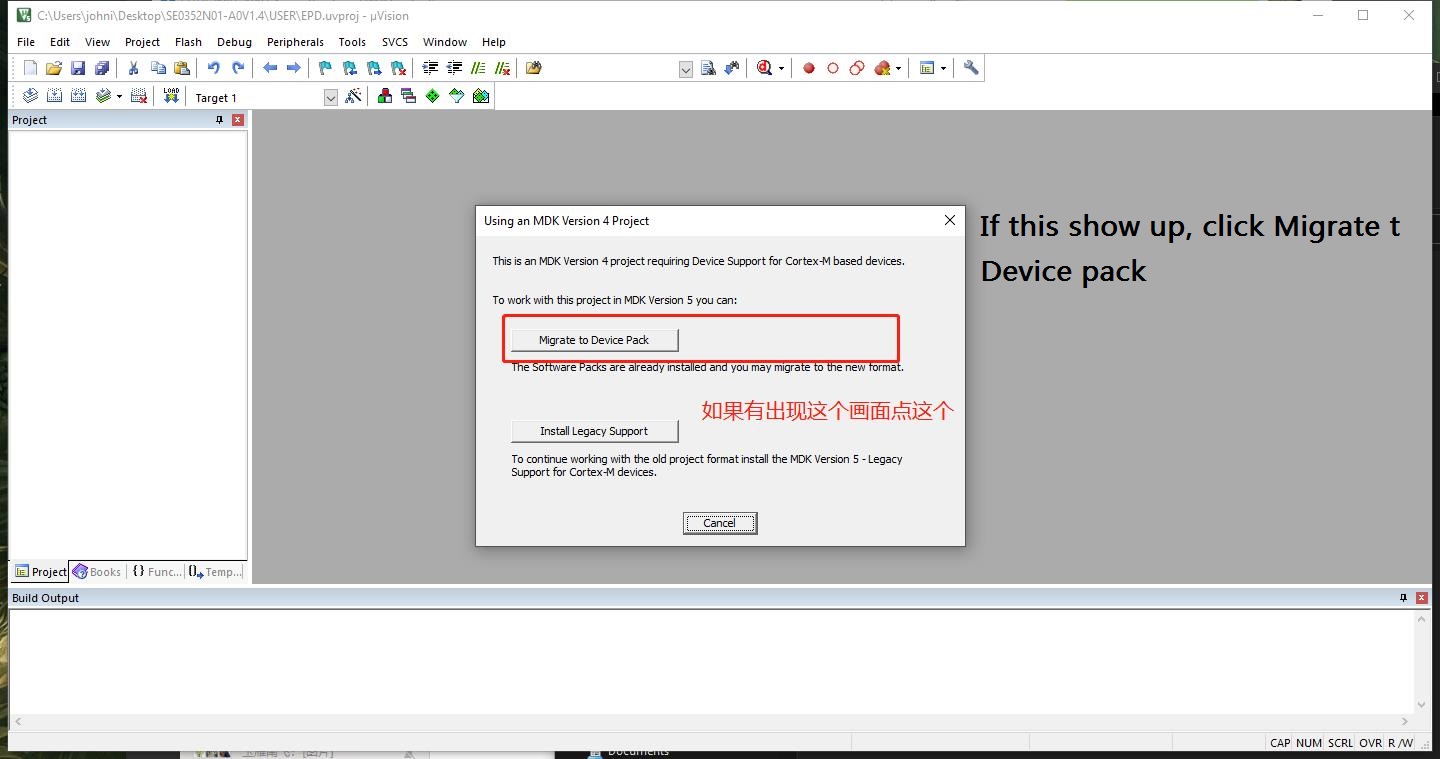 C:\Users\johni\Desktop\SE0352N01-A0V1.4\USER\EPD.uvproj - µVision
File Edit View Project Flash Debug Peripherals Tools SVCS Window Help
LOAD
Target 1
Project
Using an MDK Version 4 Project
This is an MDK Version 4 project requiring Device Support for Cortex-M based devices.
To work with this project in MDK Version 5 you can:
Migrate to Device Pack
The Software Packs are already installed and you may migrate to the new format.
如果有出现这个画面点这个
Install Legacy Support
To continue working with the old project format install the MDK Version 5 - Legacy
Support for Cortex-M devices.
Cancel
If this show up, click Migrate t
Device pack
Project Books {} Func... Temp...
Build Output
CAP NUM SCRL OVR R /W
Documents